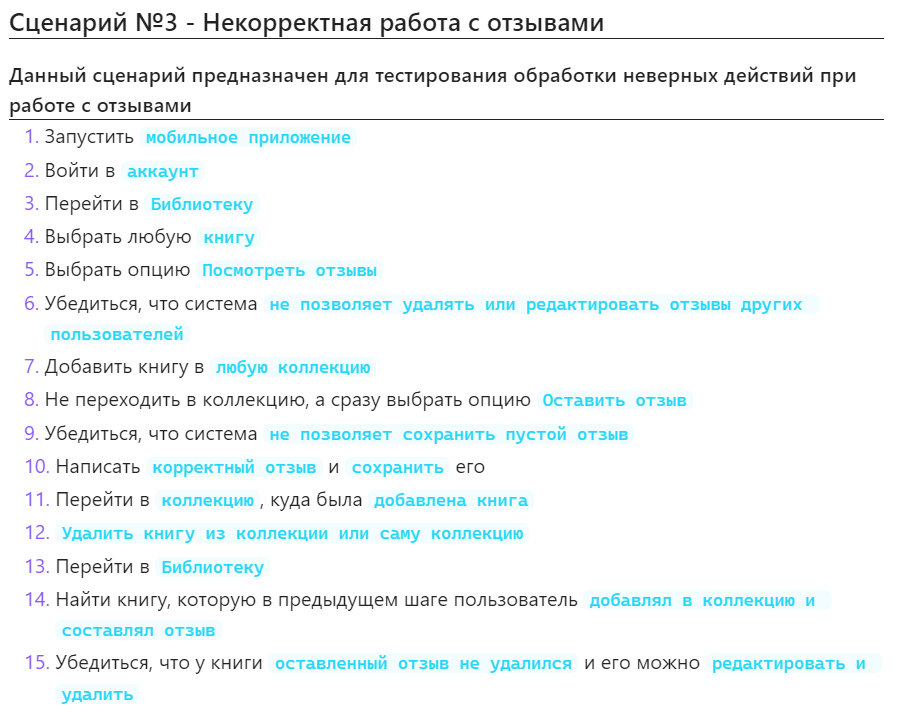 Сценарий №3 - Некорректная работа с отзывами
Данный сценарий предназначен для тестирования обработки неверных действий при
работе с отзывами
1. Запустить мобильное приложение
2. Войти в аккаунт
3. Перейти в Библиотеку
4. Выбрать любую книгу
5. Выбрать опцию Посмотреть отзывы
6. Убедиться, что система не позволяет удалять или редактировать отзывы других
пользователей
7. Добавить книгу в любую коллекцию
8. Не переходить в коллекцию, а сразу выбрать опцию Оставить отзыв
9. Убедиться, что система не позволяет сохранить пустой отзыв
10. Написать корректный отзыв и сохранить его
11. Перейти в коллекцию, куда была добавлена книга
12. Удалить книгу из коллекции или саму коллекцию
13. Перейти в Библиотеку
14. Найти книгу, которую в предыдущем шаге пользователь добавлял в коллекцию и
составлял отзыв
15. Убедиться, что у книги оставленный отзыв не удалился и его можно редактировать и
удалить